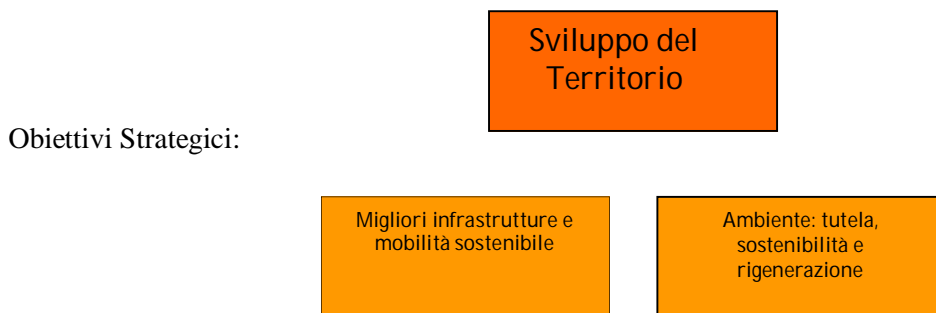 Sviluppo del
Territorio
Obiettivi Strategici:
Migliori infrastrutture e
mobilità sostenibile
Ambiente: tutela,
sostenibilità e
rigenerazione